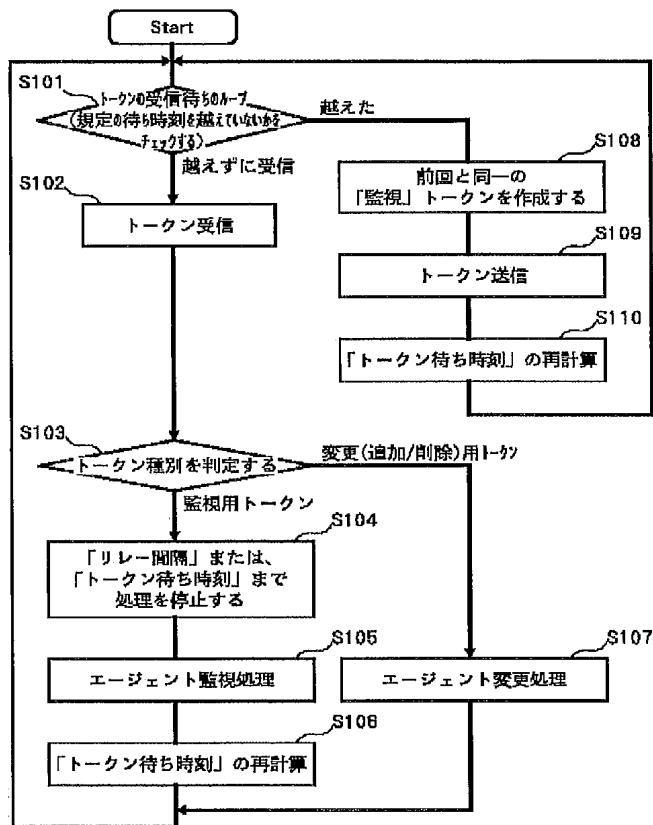 Start
S101
トークンの受信待ちのループ
(規定の待ち時刻を越えていないかを
チェックする)
越えた
越えずに受信
S102
トークン受信
S108
前回と同一の
「監視」トークンを作成する
S109
トークン送信
S110
「トークン待ち時刻」の再計算
S103
トークン種別を判定する
変更(追加/削除)用トークン
監視用トークン
S104
「リレー間隔」または、
「トークン待ち時刻」まで
処理を停止する
S105
エージェント監視処理
S107
エージェント変更処理
S106
「トークン待ち時刻」の再計算